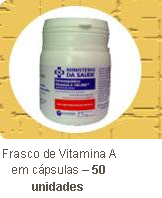 MINISTÉRIO
DA SAÚDE
Frasco de Vitamina A
em cápsulas – 50
unidades